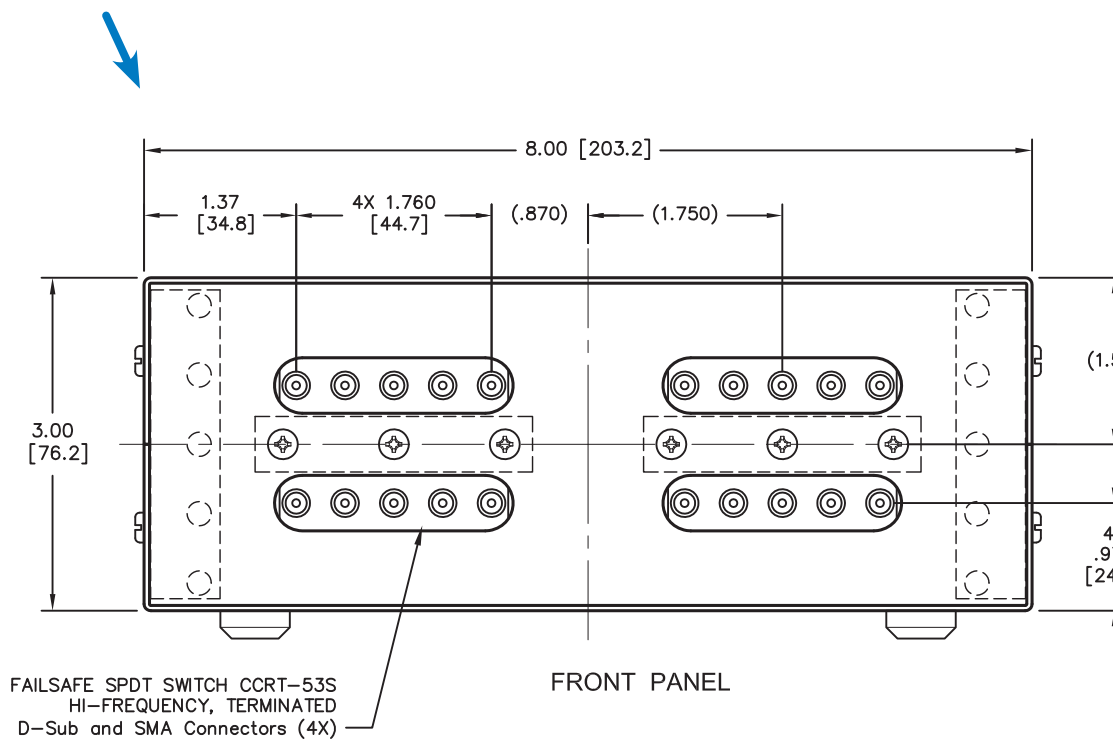 8.00 [203.2]
1.37
[34.8]
4X 1.760
[44.7]
(.870)
(1.750)
3.00
[76.2]
FAILSAFE SPDT SWITCH CCRT-53S
HI-FREQUENCY, TERMINATED
D-Sub and SMA Connectors (4X)
FRONT PANEL